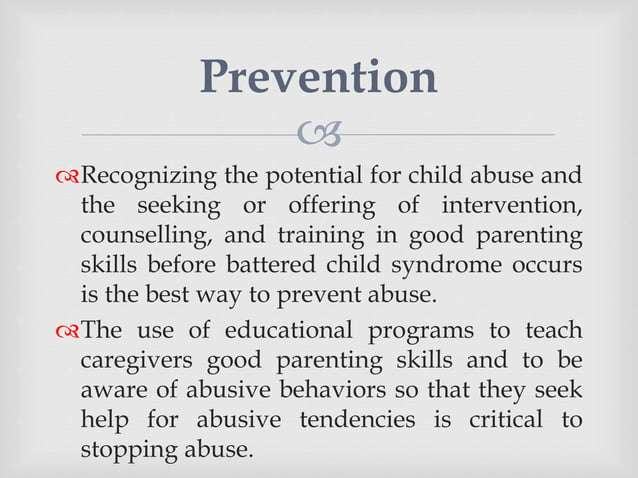 Prevention
Recognizing the potential for child abuse and
the seeking or offering of intervention,
counselling, and training in good parenting
skills before battered child syndrome occurs
is the best way to prevent abuse.
The use of educational programs to teach
caregivers good parenting skills and to be
aware of abusive behaviors so that they seek
help for abusive tendencies is critical to
stopping abuse.